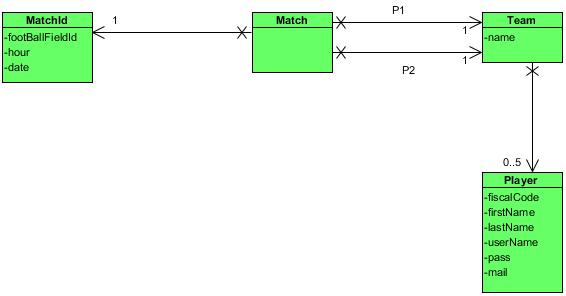 MatchId
-footBallFieldId
-hour
-date
1
Match
P1
1
P2
1
Team
-name
0..5
Player
-fiscalCode
-firstName
-lastName
-userName
-pass
-mail